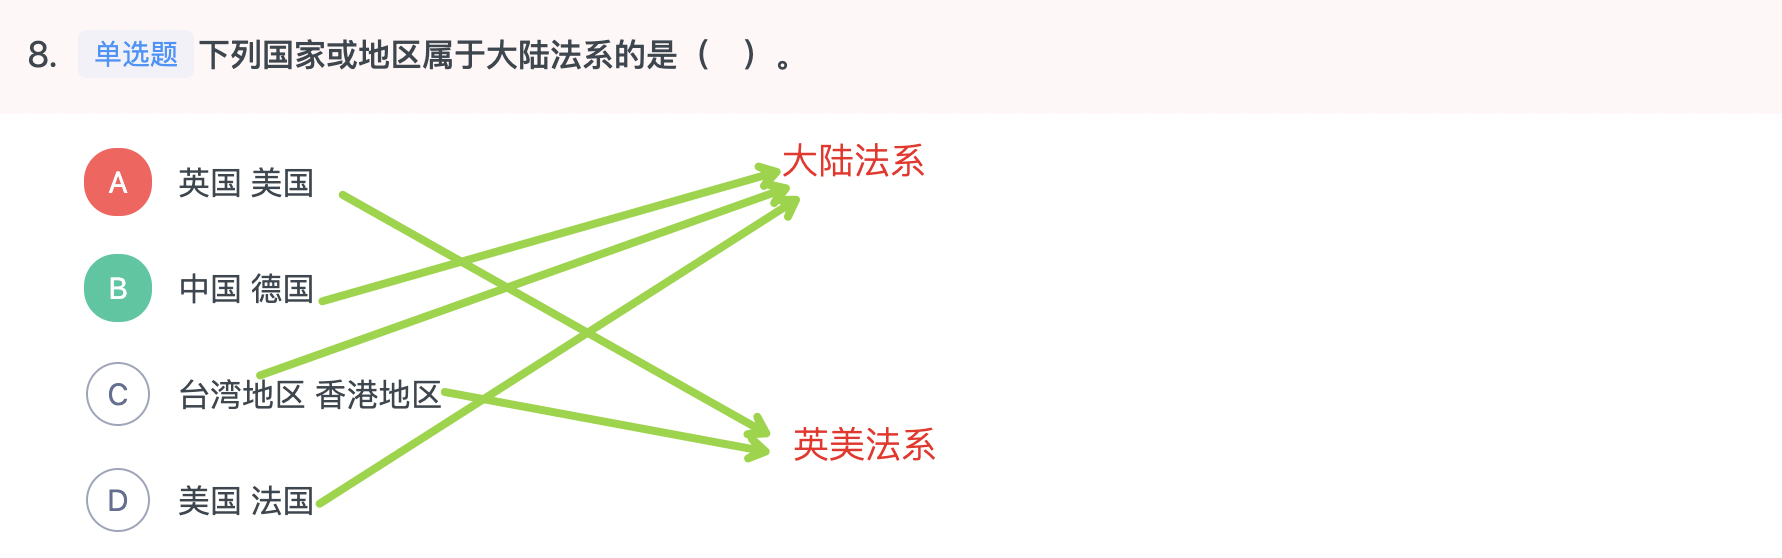 8. 单选题 下列国家或地区属于大陆法系的是（ ）。
大陆法系
A 英国 美国
B 中国 德国
C 台湾地区 香港地区
英美法系
D 美国 法国